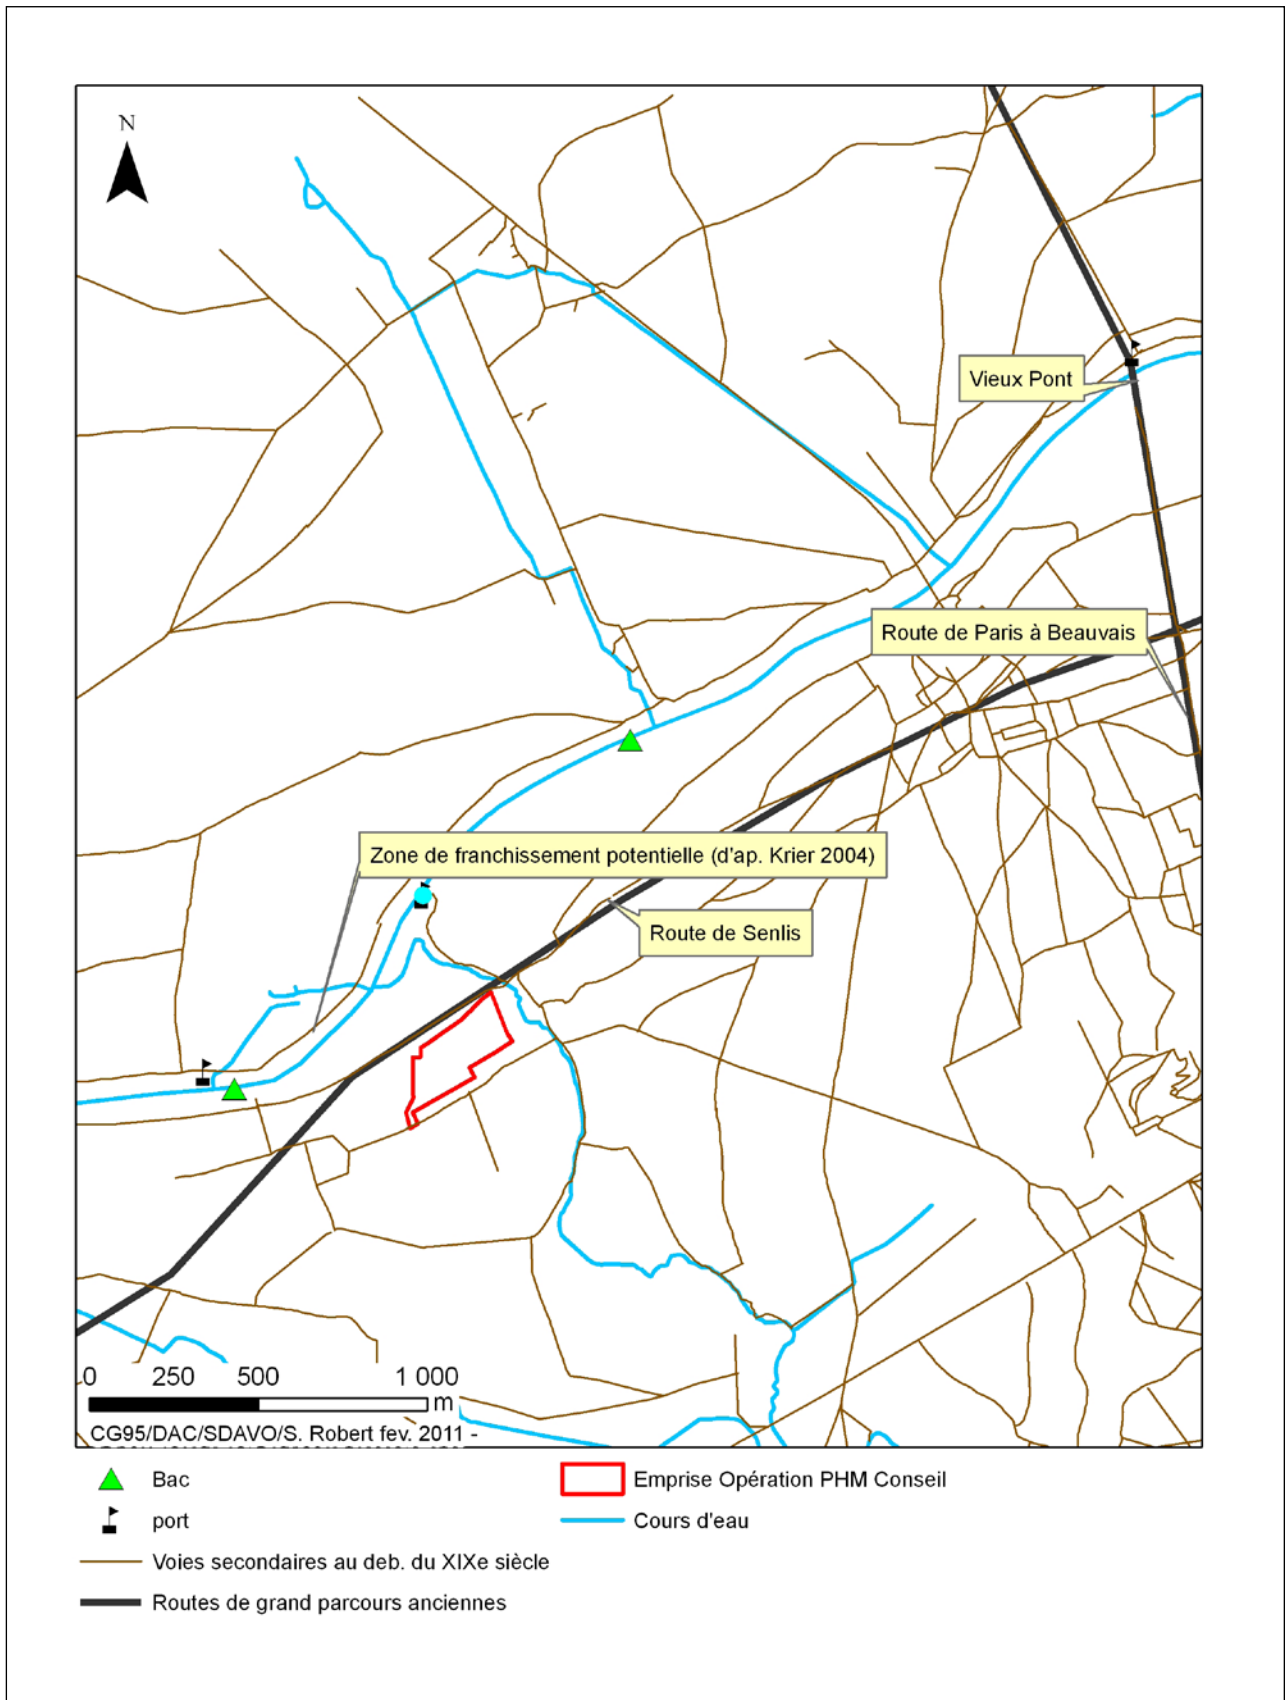 N
Vieux Pont
Route de Paris à Beauvais
Zone de franchissement potentielle (d'ap. Krier 2004)
Route de Senlis
0 250 500 1 000
m
CG95/DAC/SDAVO/S. Robert fev. 2011 -
Bac
Emprise Opération PHM Conseil
port
Cours d'eau
Voies secondaires au deb. du XIXe siècle
Routes de grand parcours anciennes